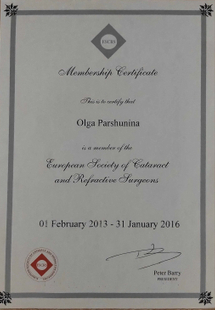 ESCRS
Membership Certificate
This is to certify that
Olga Parshunina
is a member of the
European Society of Cataract
and Refractive Surgeons
01 February 2013 - 31 January 2016
Peter Barry
PRESIDENT